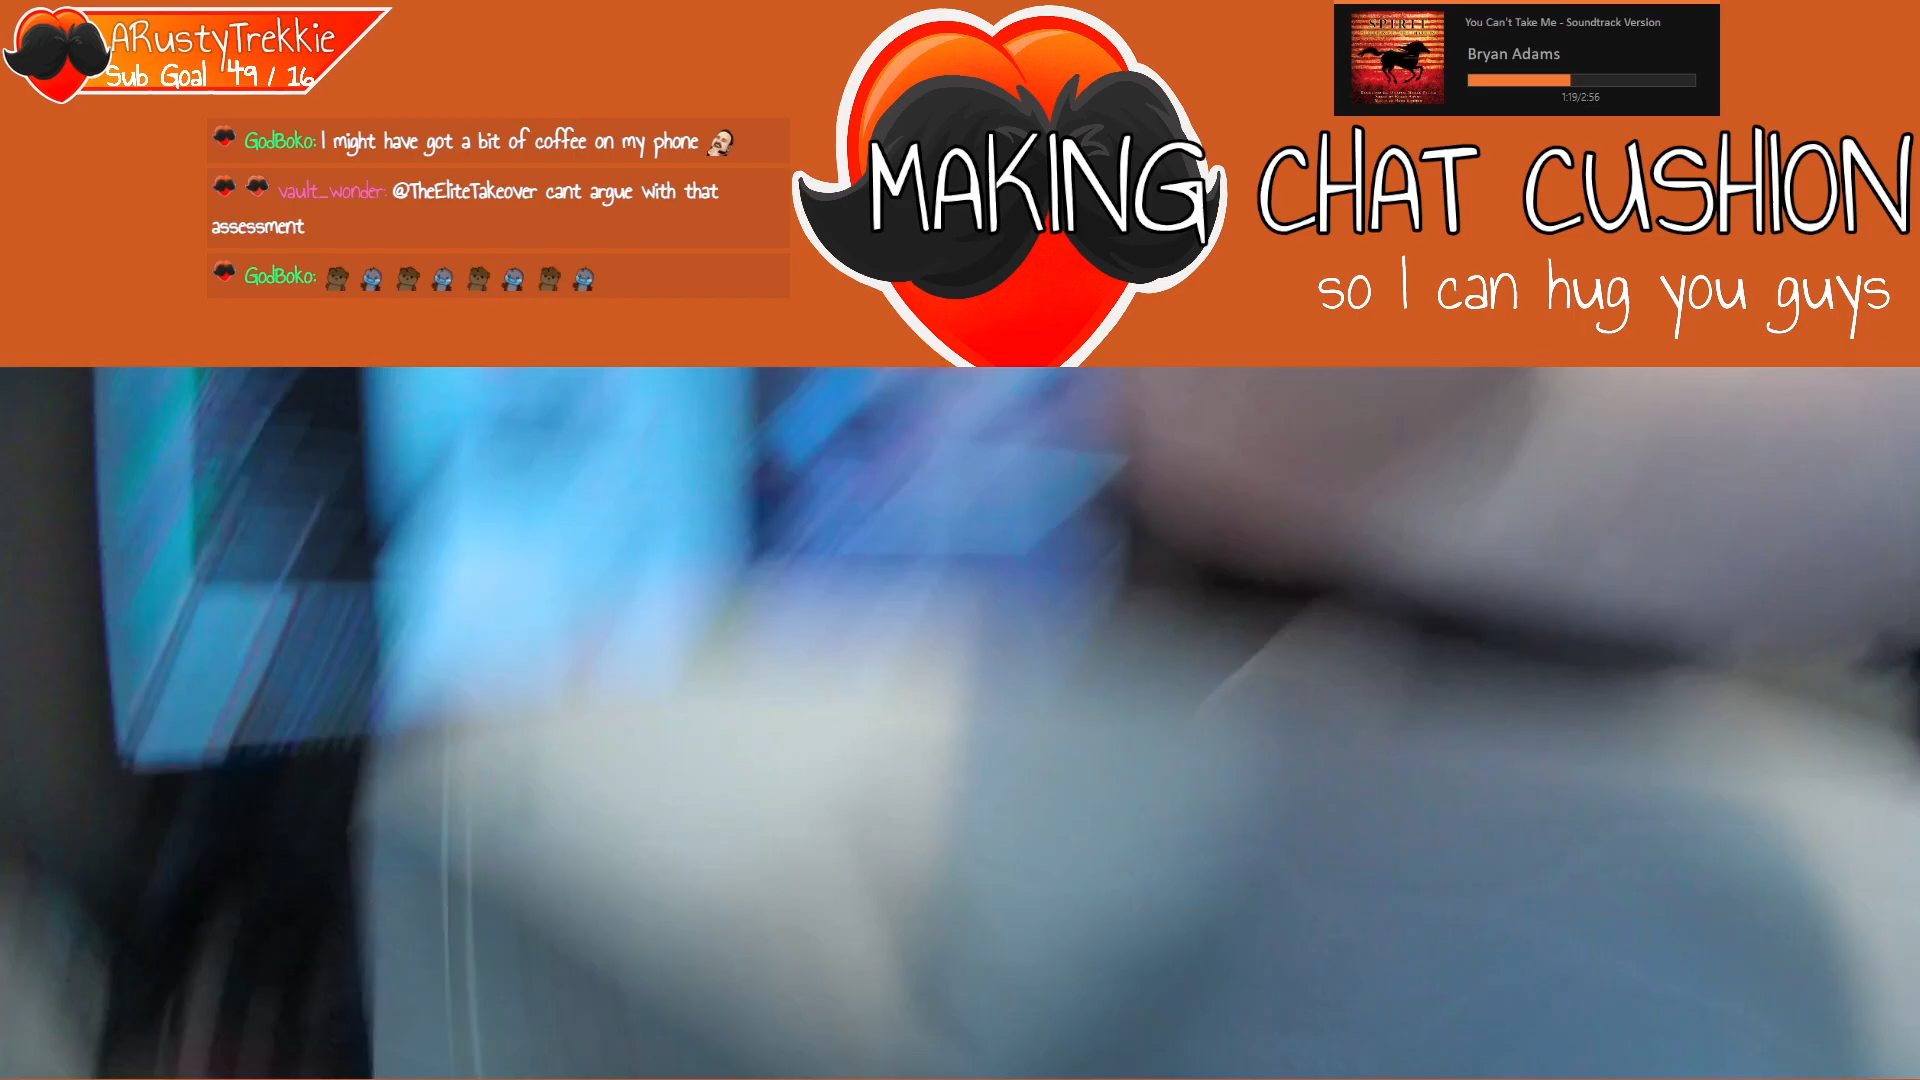 ARustyTrekkie
Sub Goal 49 / 16
You Can't Take Me - Soundtrack Version
Bryan Adams
1:19/2:56
GodBoko: I might have got a bit of coffee on my phone
vault_wonder: @TheEliteTakeover cant argue with that
assessment
GodBoko:
MAKING CHAT CUSHION
so I can hug you guys
SPIRIT